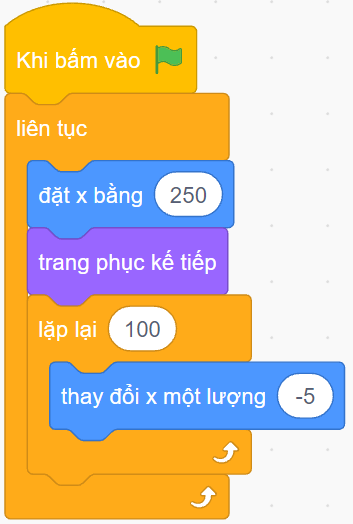 Khi bấm vào
liên tục
đặt x bằng 250
trang phục kế tiếp
lặp lại 100
thay đổi x một lượng -5